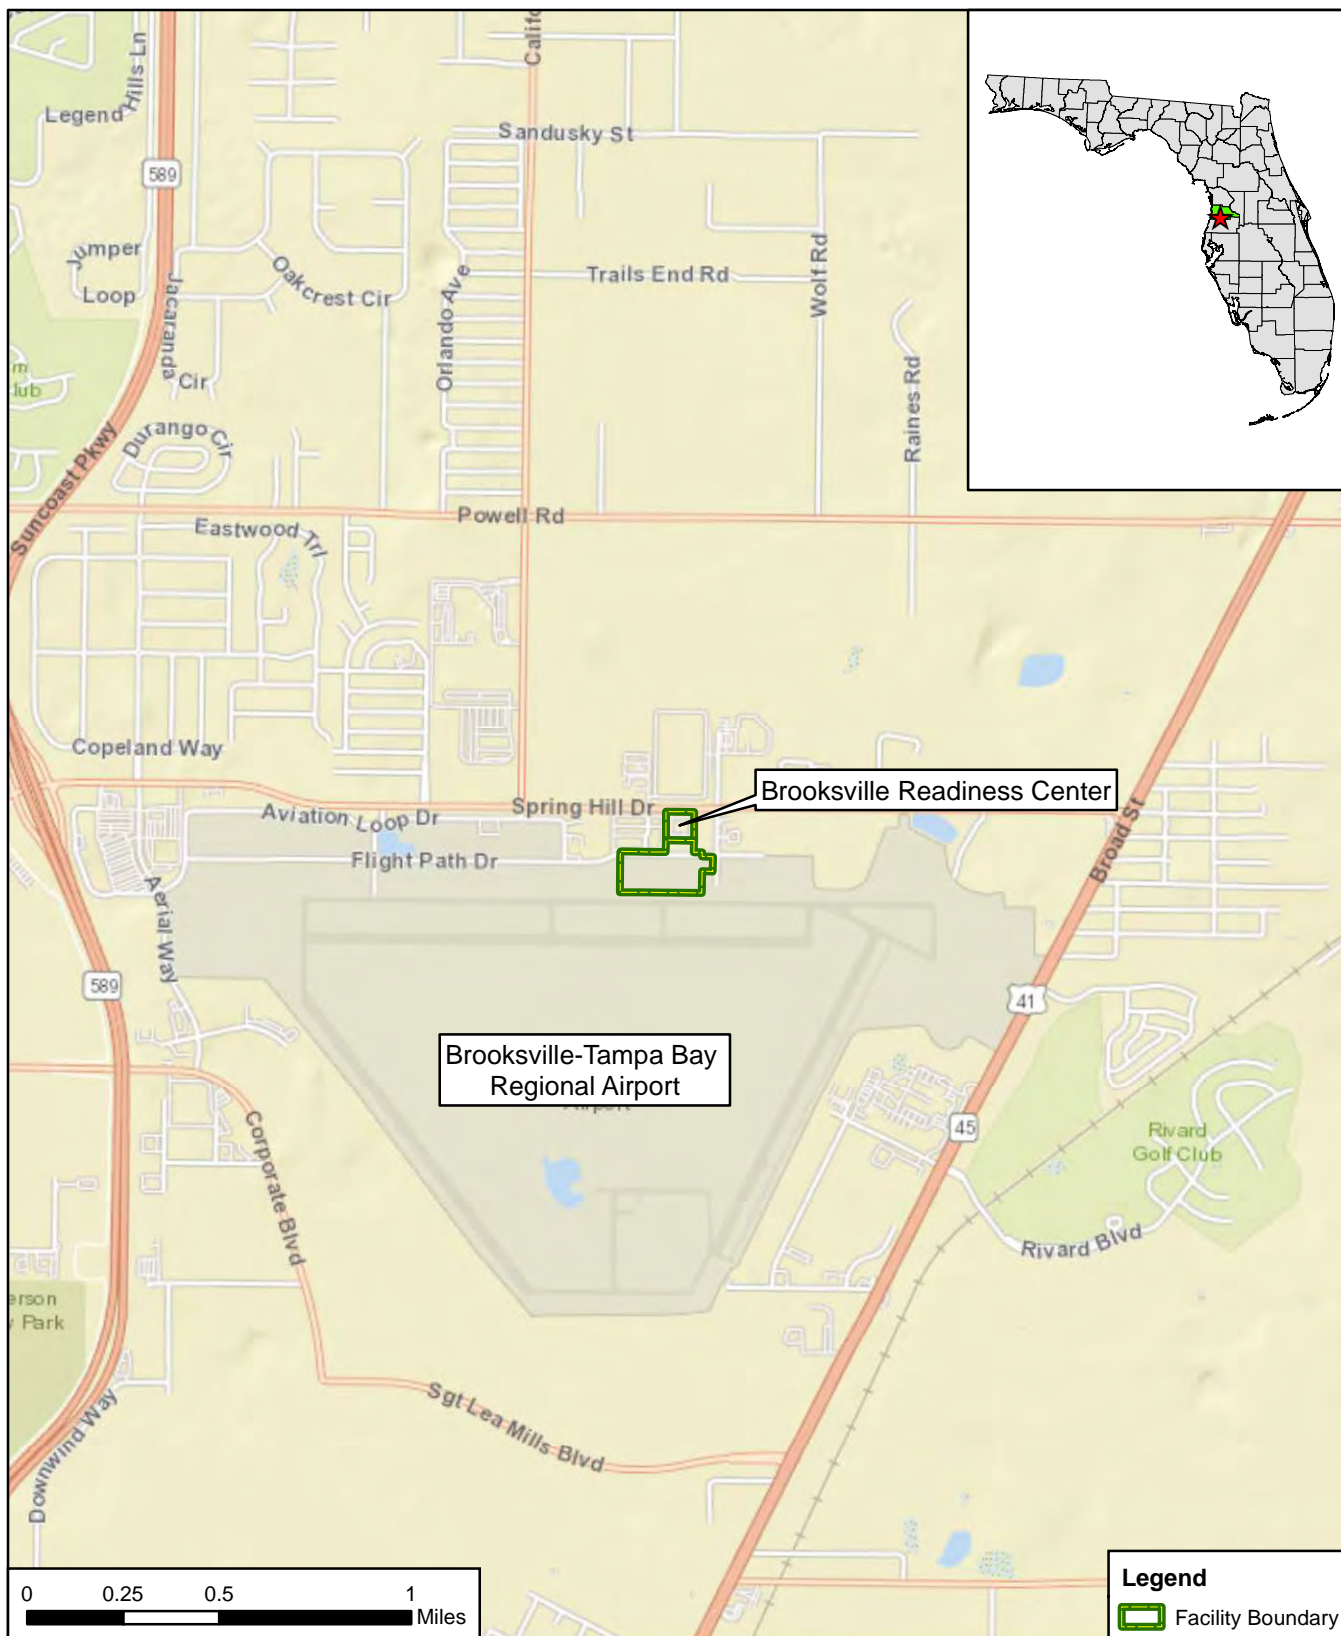 Califo
Hills Ln
Legend
Sandusky St
589
Jumper
Loop
Jacaranda
Cir
Oakcrest Cir
Orlando Ave
Trails End Rd
Wolf Rd
Raines Rd
Durango Cir
Suncoast Pkwy
Powell Rd
Eastwood Trl
Copeland Way
Spring Hill Dr
Aviation Loop Dr
Brooksville Readiness Center
Flight Path Dr
Broad St
Aerial Way
589
41
Brooksville-Tampa Bay
Regional Airport
Airport
Corporate Blvd
45
Rivard
Golf Club
Rivard Blvd
erson
Park
Sgt Lea Mills Blvd
Downwind Way
0 0.25 0.5 1
Miles
Legend
Facility Boundary